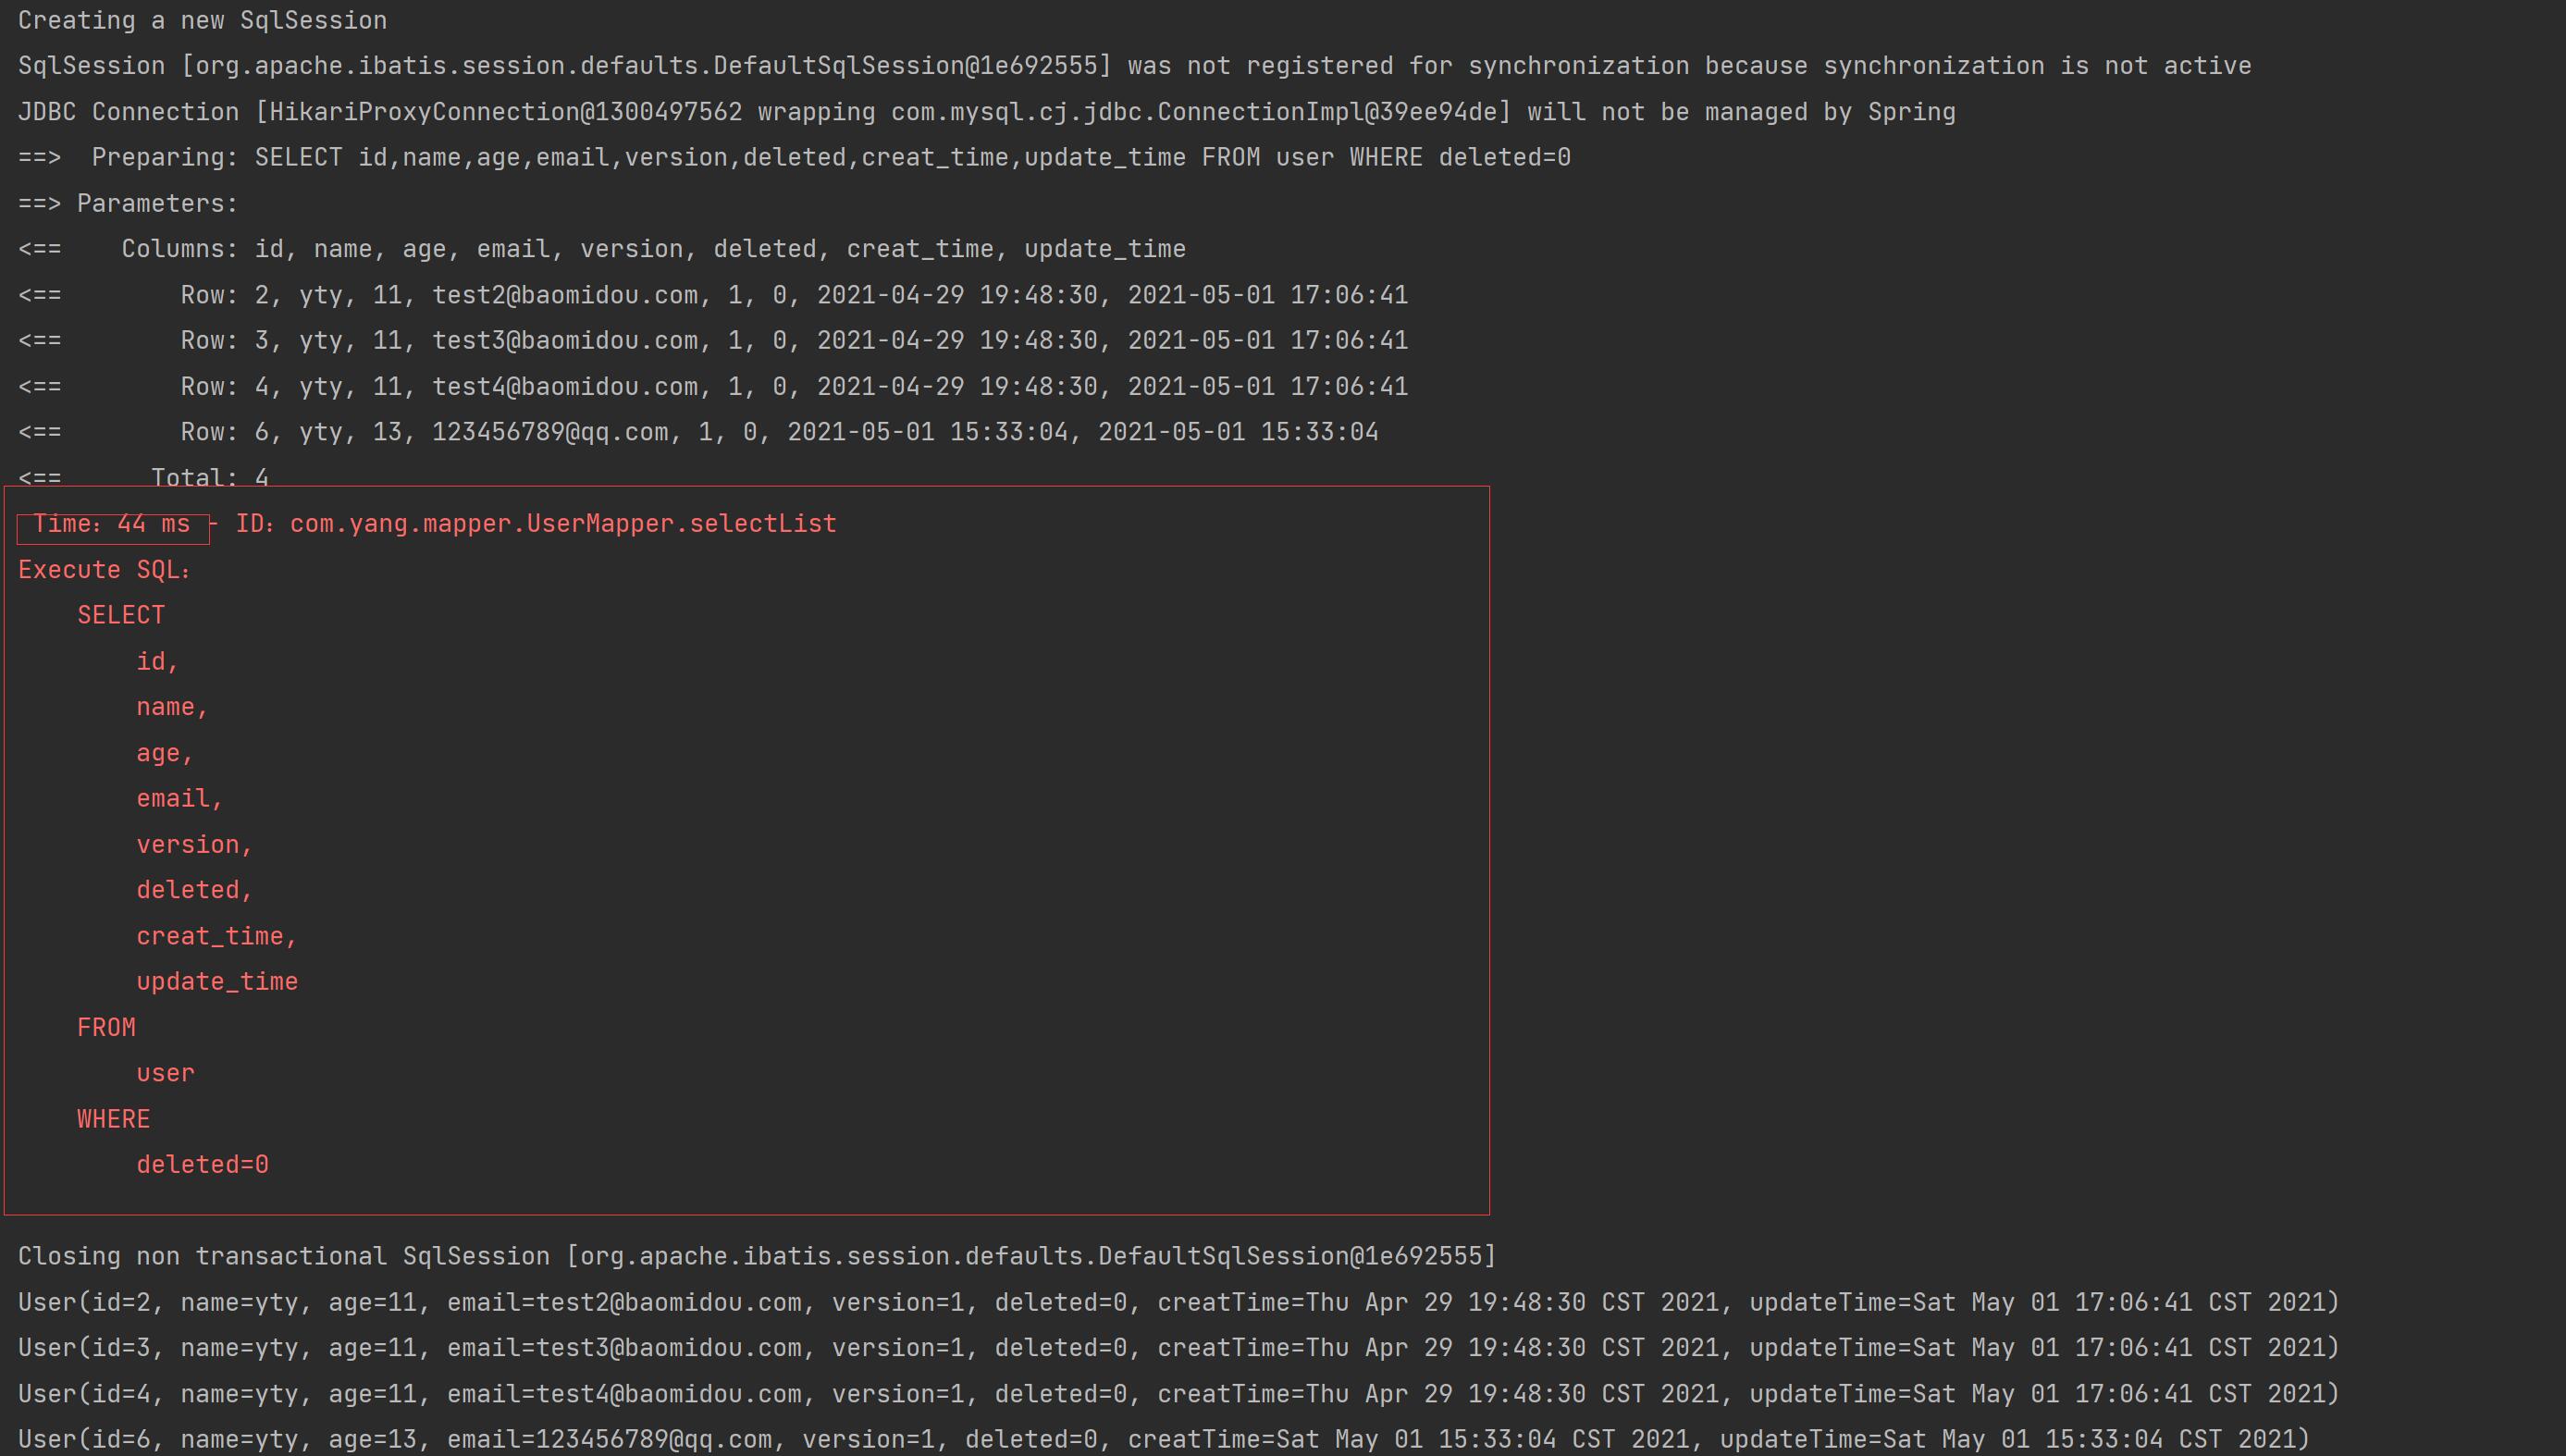 Creating a new SqlSession
SqlSession [org.apache.ibatis.session.defaults.DefaultSqlSession@1e692555] was not registered for synchronization because synchronization is not active
JDBC Connection [HikariProxyConnection@1300497562 wrapping com.mysql.cj.jdbc.ConnectionImpl@39ee94de] will not be managed by Spring
==>  Preparing: SELECT id,name,age,email,version,deleted,creat_time,update_time FROM user WHERE deleted=0
==> Parameters:
<==    Columns: id, name, age, email, version, deleted, creat_time, update_time
<==        Row: 2, yty, 11, test2@baomidou.com, 1, 0, 2021-04-29 19:48:30, 2021-05-01 17:06:41
<==        Row: 3, yty, 11, test3@baomidou.com, 1, 0, 2021-04-29 19:48:30, 2021-05-01 17:06:41
<==        Row: 4, yty, 11, test4@baomidou.com, 1, 0, 2021-04-29 19:48:30, 2021-05-01 17:06:41
<==        Row: 6, yty, 13, 123456789@qq.com, 1, 0, 2021-05-01 15:33:04, 2021-05-01 15:33:04
<==      Total: 4
 Time：44 ms - ID：com.yang.mapper.UserMapper.selectList
Execute SQL：
    SELECT
        id,
        name,
        age,
        email,
        version,
        deleted,
        creat_time,
        update_time
    FROM
        user
    WHERE
        deleted=0
Closing non transactional SqlSession [org.apache.ibatis.session.defaults.DefaultSqlSession@1e692555]
User(id=2, name=yty, age=11, email=test2@baomidou.com, version=1, deleted=0, creatTime=Thu Apr 29 19:48:30 CST 2021, updateTime=Sat May 01 17:06:41 CST 2021)
User(id=3, name=yty, age=11, email=test3@baomidou.com, version=1, deleted=0, creatTime=Thu Apr 29 19:48:30 CST 2021, updateTime=Sat May 01 17:06:41 CST 2021)
User(id=4, name=yty, age=11, email=test4@baomidou.com, version=1, deleted=0, creatTime=Thu Apr 29 19:48:30 CST 2021, updateTime=Sat May 01 17:06:41 CST 2021)
User(id=6, name=yty, age=13, email=123456789@qq.com, version=1, deleted=0, creatTime=Sat May 01 15:33:04 CST 2021, updateTime=Sat May 01 15:33:04 CST 2021)